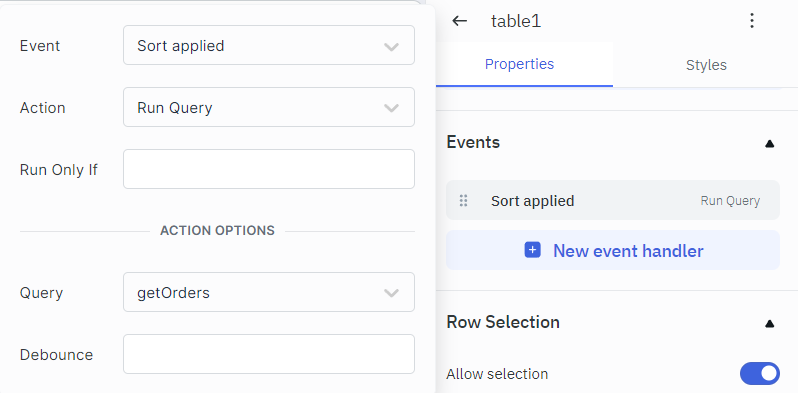 Event
Sort applied
Action
Run Query
Run Only If
ACTION OPTIONS
Query
getOrders
Debounce
table1
Properties
Styles
Events
Sort applied
Run Query
New event handler
Row Selection
Allow selection